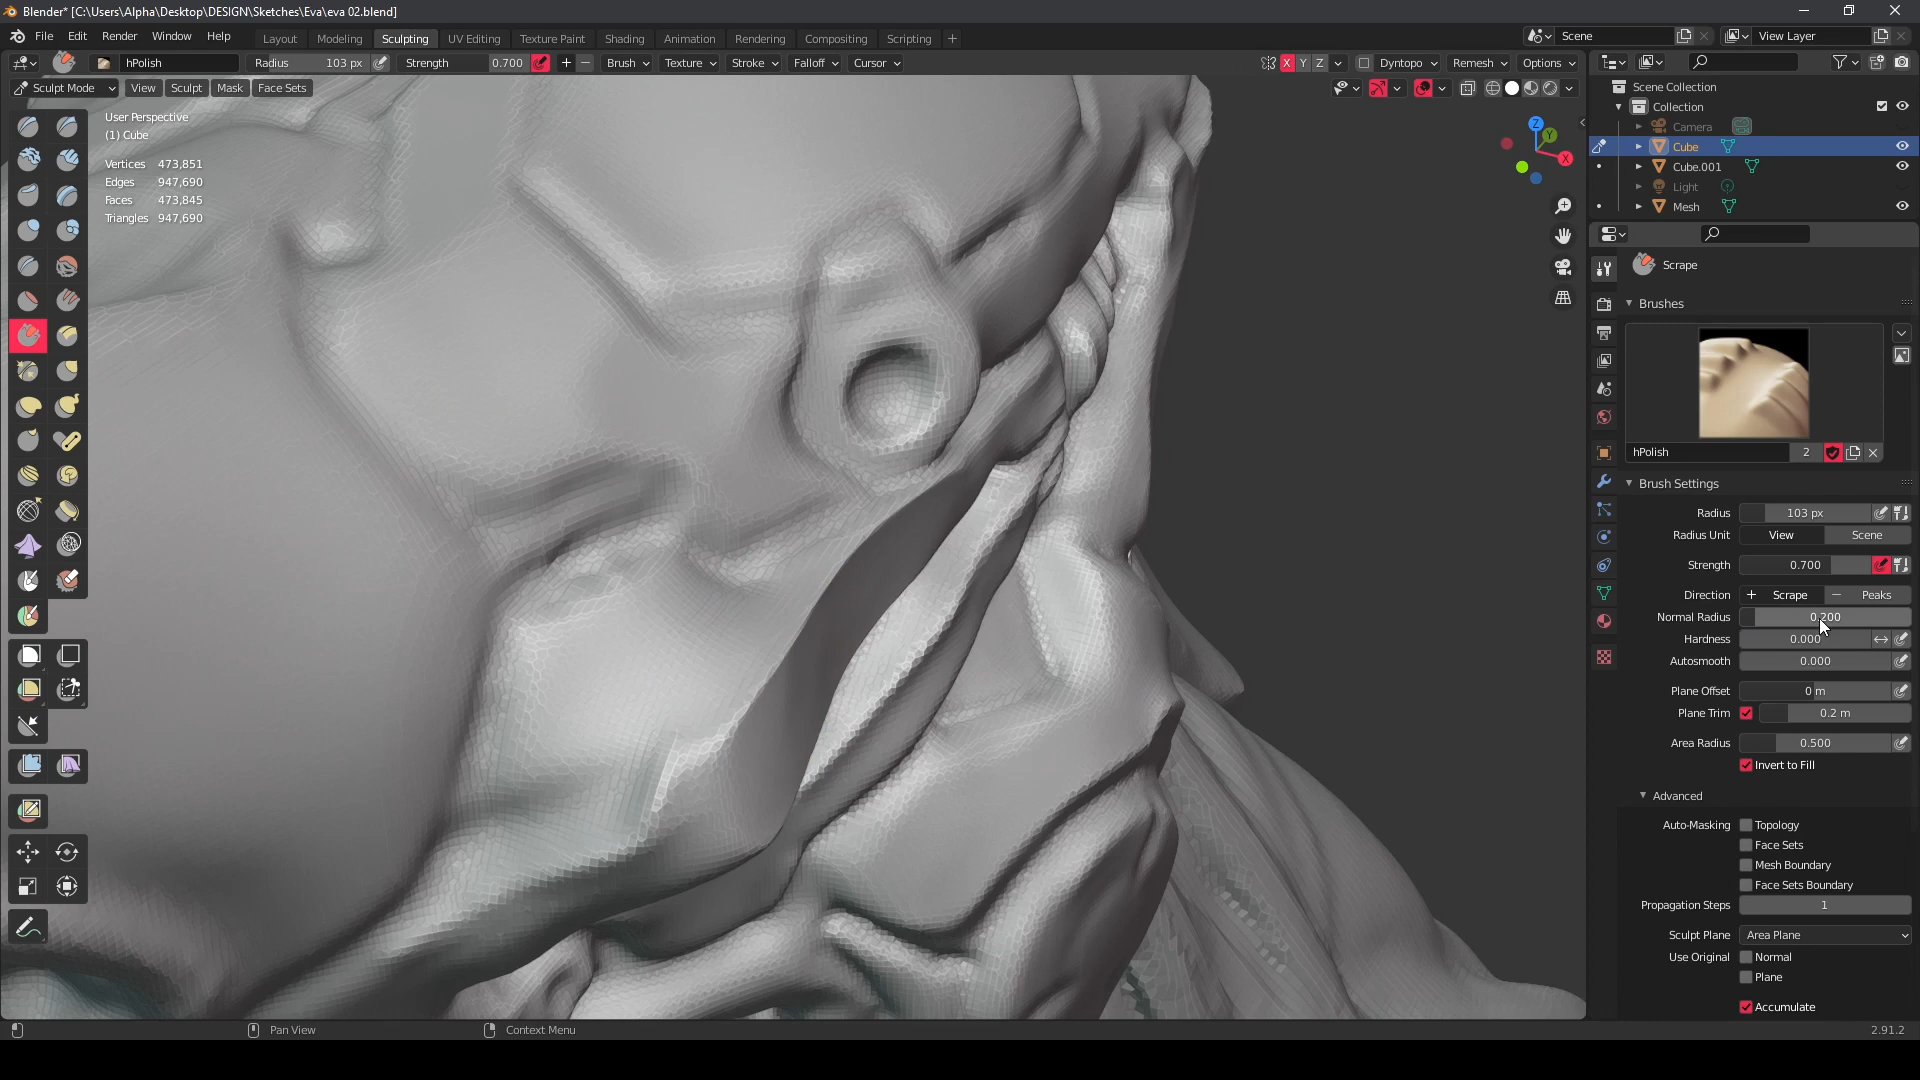 Blender* [C:\Users\Alpha\Desktop\DESIGN\Sketches\Eva\eva 02.blend]
File Edit Render Window Help Layout Modeling Sculpting UV Editing Texture Paint Shading Animation Rendering Compositing Scripting + Scene View Layer
hPolish Radius 103 px Strength 0.700 + − Brush Texture Stroke Falloff Cursor X Y Z Dyntopo Remesh Options
Sculpt Mode View Sculpt Mask Face Sets
User Perspective
(1) Cube
Vertices 473,851
Edges 947,690
Faces 473,845
Triangles 947,690
Z
Y
X
Scene Collection
Collection
Camera
Cube
Cube.001
Light
Mesh
Scrape
Brushes
hPolish 2
Brush Settings
Radius 103 px
Radius Unit View Scene
Strength 0.700
Direction + Scrape − Peaks
Normal Radius 0.200
Hardness 0.000
Autosmooth 0.000
Plane Offset 0 m
Plane Trim 0.2 m
Area Radius 0.500
Invert to Fill
Advanced
Auto-Masking Topology
Face Sets
Mesh Boundary
Face Sets Boundary
Propagation Steps 1
Sculpt Plane Area Plane
Use Original Normal
Plane
Accumulate
Pan View Context Menu 2.91.2